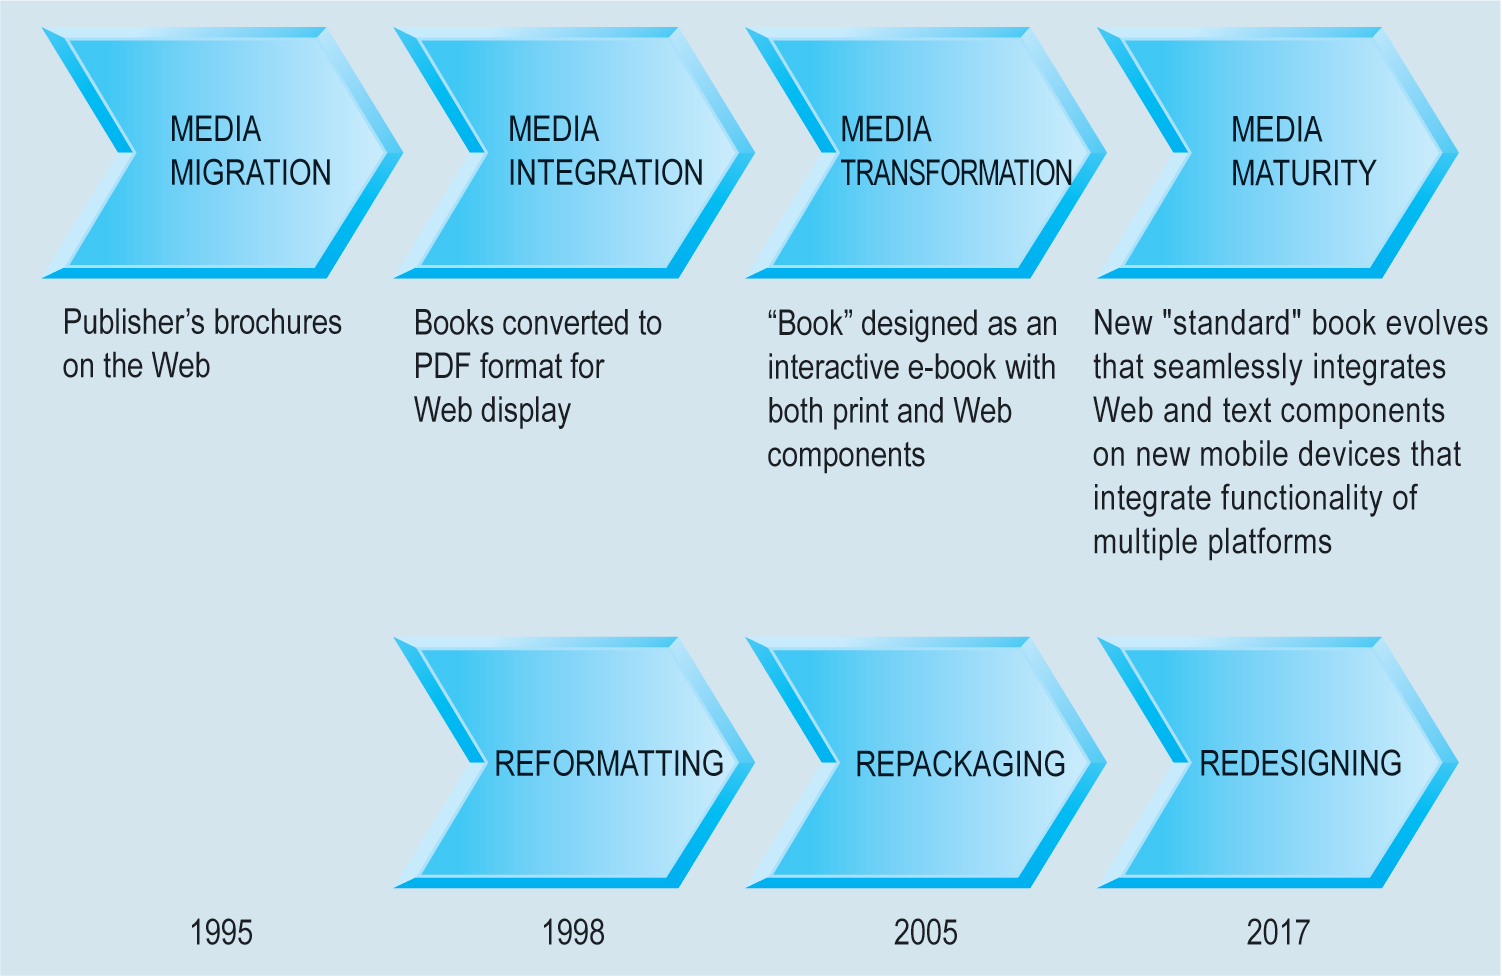 MEDIA
MIGRATION
MEDIA
INTEGRATION
MEDIA
TRANSFORMATION
MEDIA
MATURITY
Publisher’s brochures
on the Web
Books converted to
PDF format for
Web display
“Book” designed as an
interactive e-book with
both print and Web
components
New "standard" book evolves
that seamlessly integrates
Web and text components
on new mobile devices that
integrate functionality of
multiple platforms
REFORMATTING
REPACKAGING
REDESIGNING
1995
1998
2005
2017